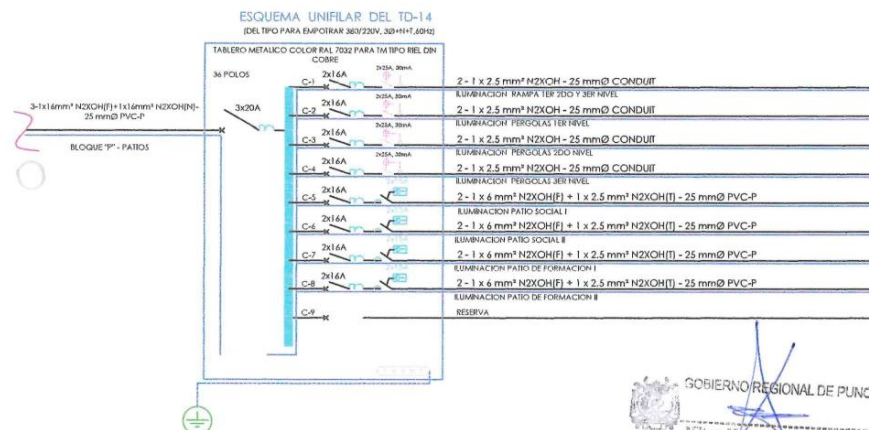 ESQUEMA UNIFILAR DEL TD-14
(DEL TIPO PARA EMPOTRAR 380/220V, 3Ø+N+T,60Hz)
TABLERO METALICO COLOR RAL 7032 PARA TM TIPO RIEL DIN
COBRE
36 POLOS
3-1x16mm² N2XOH(F)+1x16mm² N2XOH(N)-
25 mmØ PVC-P
BLOQUE "P" - PATIOS
3x20A
C-1 2x16A 2x25A, 30mA 2 - 1 x 2.5 mm² N2XOH - 25 mmØ CONDUIT
ILUMINACION RAMPA 1ER 2DO Y 3ER NIVEL
C-2 2x16A 2x25A, 30mA 2 - 1 x 2.5 mm² N2XOH - 25 mmØ CONDUIT
ILUMINACION PERGOLAS 1ER NIVEL
C-3 2x16A 2x25A, 30mA 2 - 1 x 2.5 mm² N2XOH - 25 mmØ CONDUIT
ILUMINACION PERGOLAS 2DO NIVEL
C-4 2x16A 2x25A, 30mA 2 - 1 x 2.5 mm² N2XOH - 25 mmØ CONDUIT
ILUMINACION PERGOLAS 3ER NIVEL
C-5 2x16A 2 - 1 x 6 mm² N2XOH(F) + 1 x 2.5 mm² N2XOH(T) - 25 mmØ PVC-P
ILUMINACION PATIO SOCIAL I
C-6 2x16A 2 - 1 x 6 mm² N2XOH(F) + 1 x 2.5 mm² N2XOH(T) - 25 mmØ PVC-P
ILUMINACION PATIO SOCIAL II
C-7 2x16A 2 - 1 x 6 mm² N2XOH(F) + 1 x 2.5 mm² N2XOH(T) - 25 mmØ PVC-P
ILUMINACION PATIO DE FORMACION I
C-8 2x16A 2 - 1 x 6 mm² N2XOH(F) + 1 x 2.5 mm² N2XOH(T) - 25 mmØ PVC-P
ILUMINACION PATIO DE FORMACION II
C-9 RESERVA
GOBIERNO REGIONAL DE PUNO